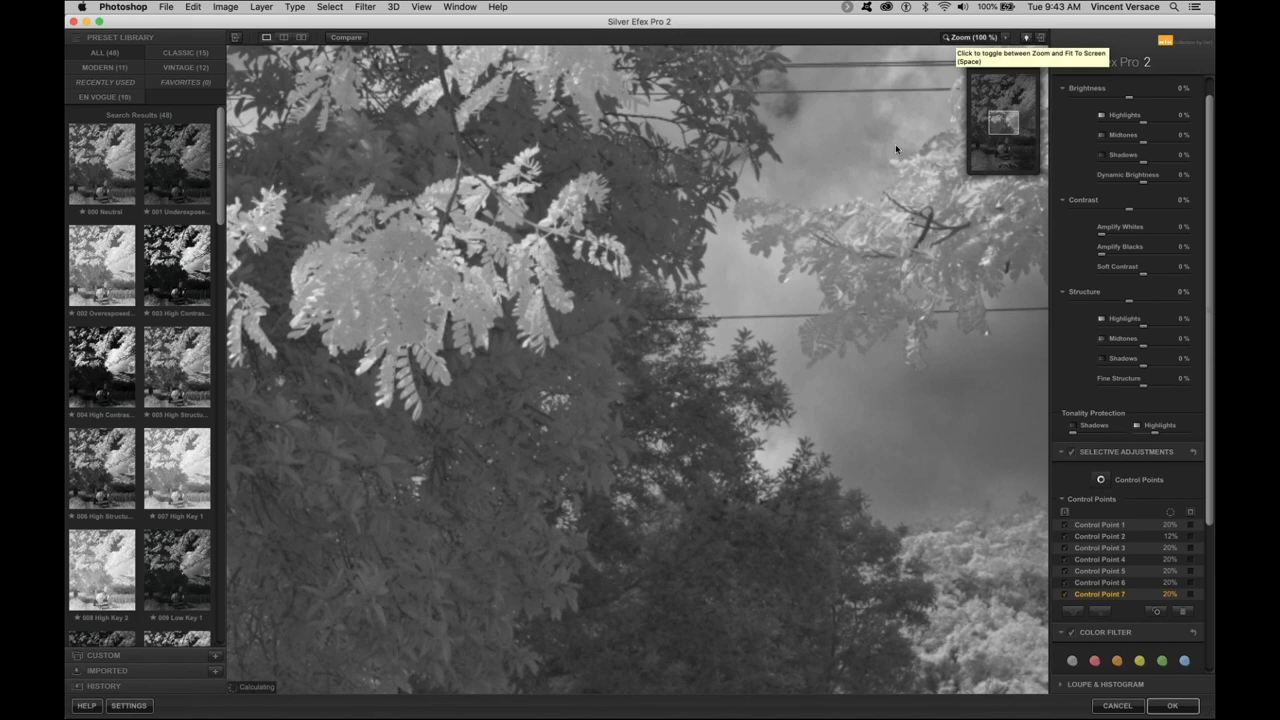 Photoshop File Edit Image Layer Type Select Filter 3D View Window Help 100% Tue 9:43 AM Vincent Versace
Silver Efex Pro 2
PRESET LIBRARY
Compare
Zoom (100 %)
ALL (48) CLASSIC (15)
MODERN (11) VINTAGE (12)
RECENTLY USED FAVORITES (0)
EN VOGUE (10)
Search Results (48)
000 Neutral 001 Underexpose...
002 Overexposed... 003 High Contras...
004 High Contras... 005 High Structu...
006 High Structu... 007 High Key 1
008 High Key 2 009 Low Key 1
CUSTOM
IMPORTED
HISTORY
HELP SETTINGS
Calculating
Click to toggle between Zoom and Fit To Screen
(Space)
ex Pro 2
Brightness 0 %
Highlights 0 %
Midtones 0 %
Shadows 0 %
Dynamic Brightness 0 %
Contrast 0 %
Amplify Whites 0 %
Amplify Blacks 0 %
Soft Contrast 0 %
Structure 0 %
Highlights 0 %
Midtones 0 %
Shadows 0 %
Fine Structure 0 %
Tonality Protection
Shadows Highlights
SELECTIVE ADJUSTMENTS
Control Points
Control Points
Control Point 1 20%
Control Point 2 12%
Control Point 3 20%
Control Point 4 20%
Control Point 5 20%
Control Point 6 20%
Control Point 7 20%
COLOR FILTER
LOUPE & HISTOGRAM
CANCEL OK